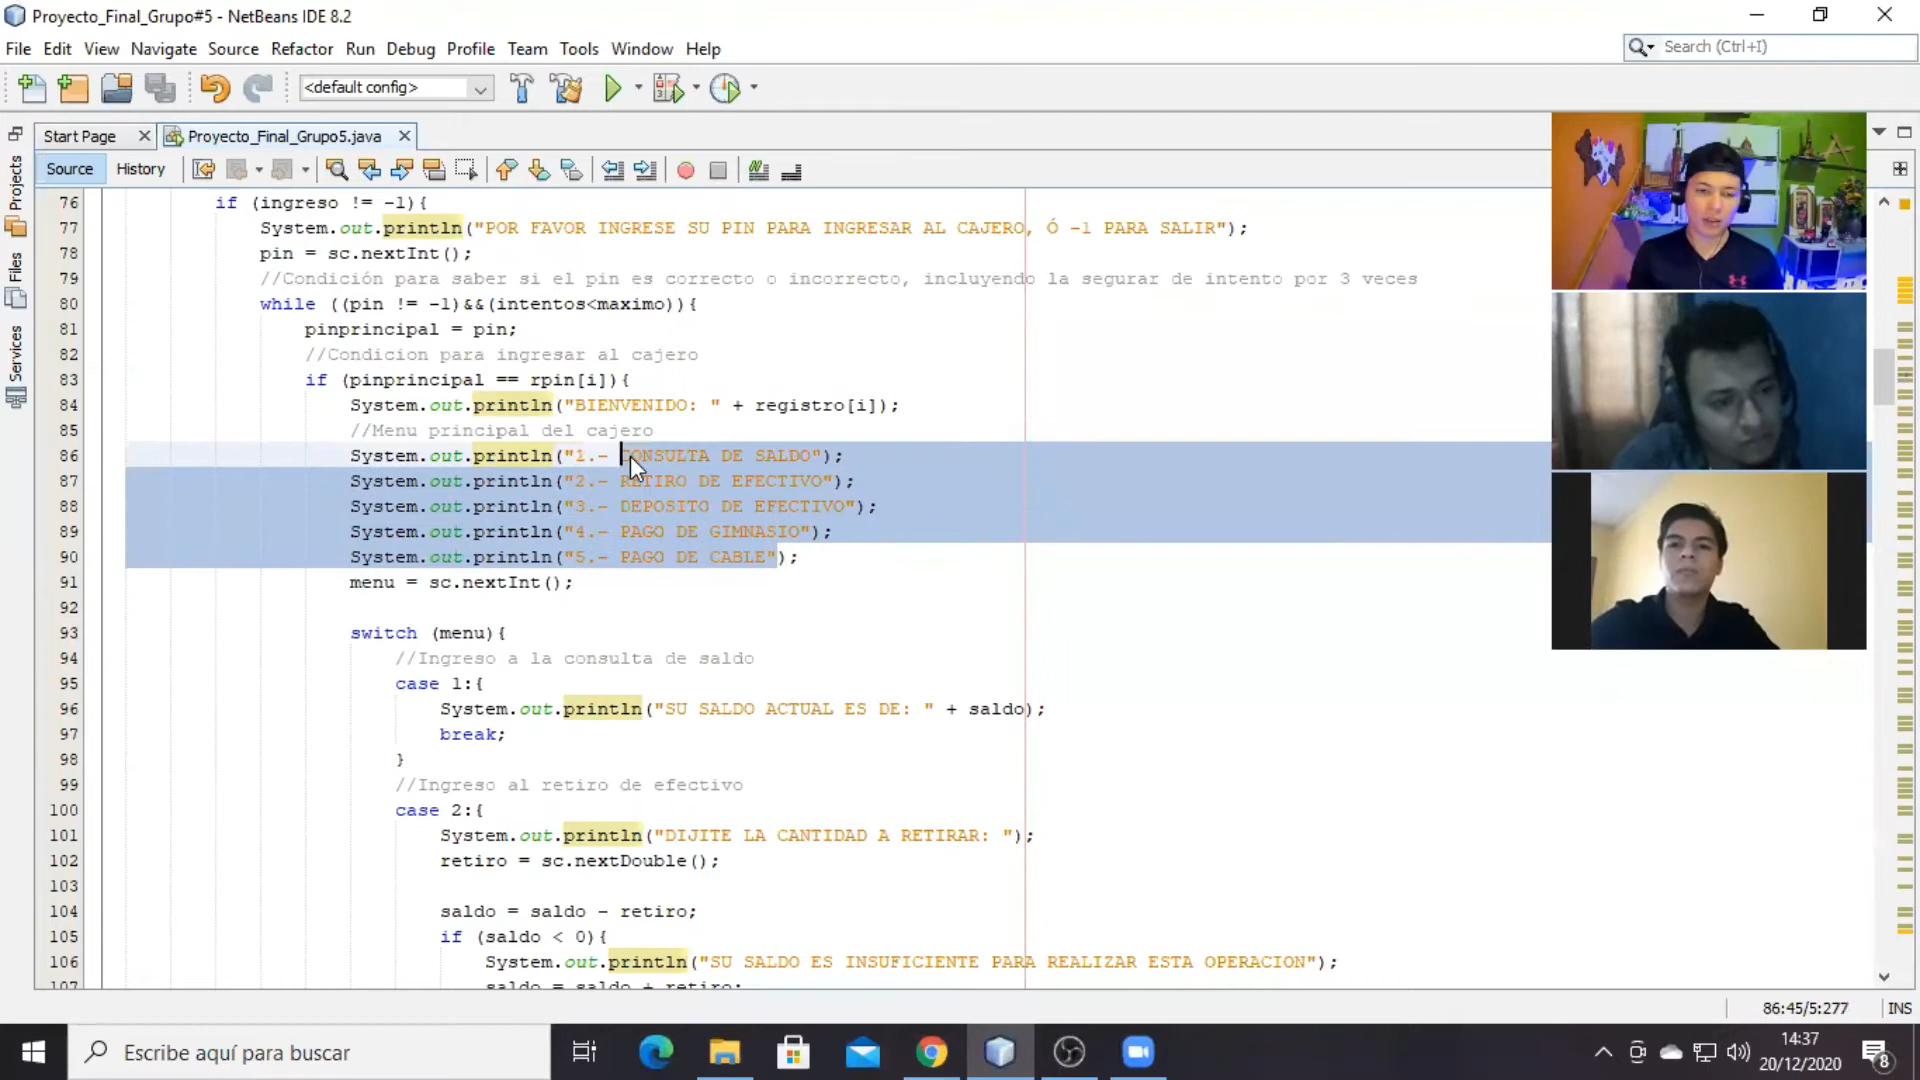 Proyecto_Final_Grupo#5 - NetBeans IDE 8.2
File Edit View Navigate Source Refactor Run Debug Profile Team Tools Window Help
Search (Ctrl+I)
<default config>
Start Page
Proyecto_Final_Grupo5.java
Source History
Projects
Files
Services
76 if (ingreso != -1){
77 System.out.println("POR FAVOR INGRESE SU PIN PARA INGRESAR AL CAJERO, Ó -1 PARA SALIR");
78 pin = sc.nextInt();
79 //Condición para saber si el pin es correcto o incorrecto, incluyendo la segurar de intento por 3 veces
80 while ((pin != -1)&&(intentos<maximo)){
81 pinprincipal = pin;
82 //Condicion para ingresar al cajero
83 if (pinprincipal == rpin[i]){
84 System.out.println("BIENVENIDO: " + registro[i]);
85 //Menu principal del cajero
86 System.out.println("1.- CONSULTA DE SALDO");
87 System.out.println("2.- RETIRO DE EFECTIVO");
88 System.out.println("3.- DEPOSITO DE EFECTIVO");
89 System.out.println("4.- PAGO DE GIMNASIO");
90 System.out.println("5.- PAGO DE CABLE");
91 menu = sc.nextInt();
92
93 switch (menu){
94 //Ingreso a la consulta de saldo
95 case 1:{
96 System.out.println("SU SALDO ACTUAL ES DE: " + saldo);
97 break;
98 }
99 //Ingreso al retiro de efectivo
100 case 2:{
101 System.out.println("DIJITE LA CANTIDAD A RETIRAR: ");
102 retiro = sc.nextDouble();
103
104 saldo = saldo - retiro;
105 if (saldo < 0){
106 System.out.println("SU SALDO ES INSUFICIENTE PARA REALIZAR ESTA OPERACION");
107 saldo = saldo + retiro;
86:45/5:277 INS
Escribe aquí para buscar
14:37
20/12/2020
8